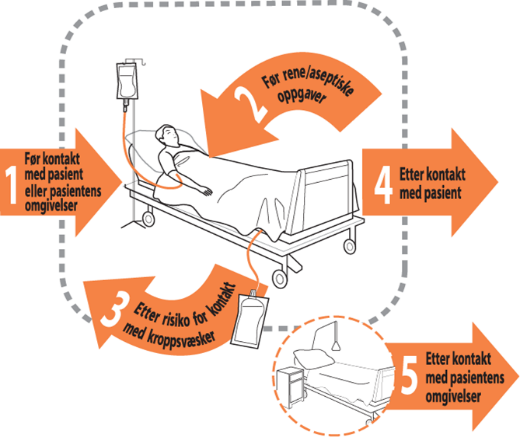 1
Før kontakt
med pasient
eller pasientens
omgivelser
2
Før rene/aseptiske
oppgaver
3
Etter risiko for kontakt
med kroppsvæsker
4
Etter kontakt
med pasient
5
Etter kontakt
med pasientens
omgivelser